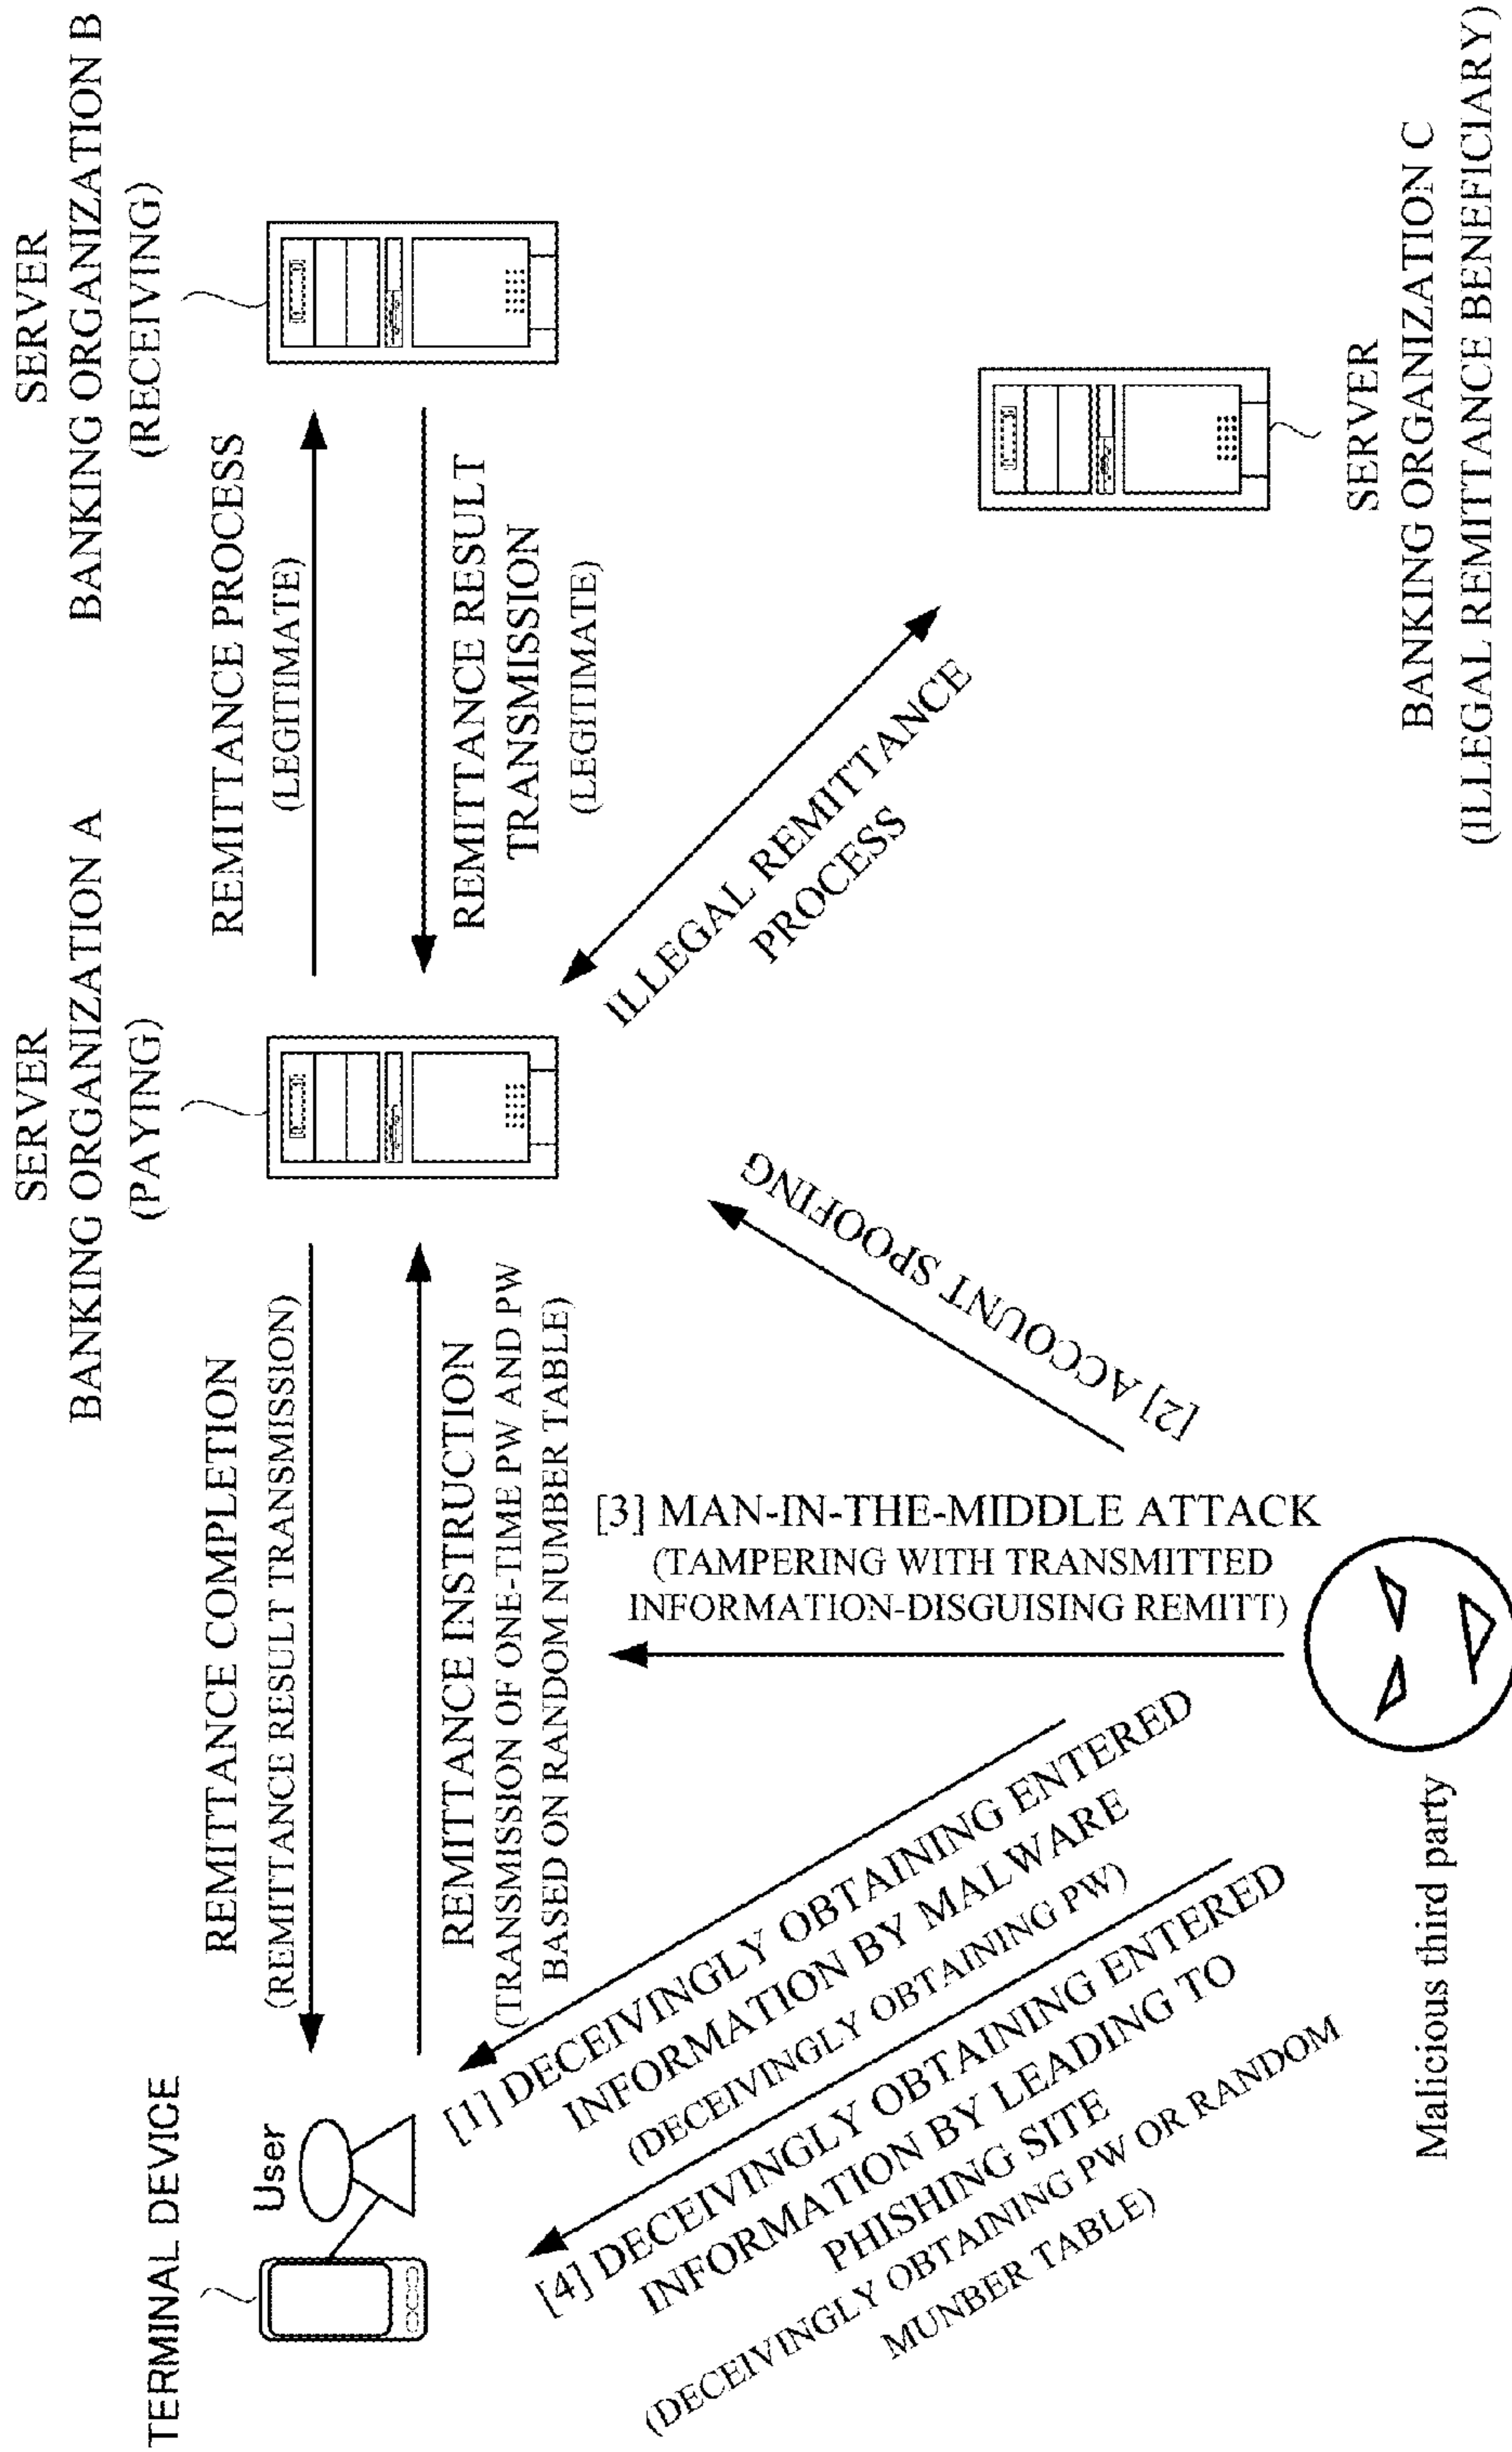 TERMINAL DEVICE
User
SERVER
BANKING ORGANIZATION A
(PAYING)
SERVER
BANKING ORGANIZATION B
(RECEIVING)
REMITTANCE COMPLETION
(REMITTANCE RESULT TRANSMISSION)
REMITTANCE INSTRUCTION
(TRANSMISSION OF ONE-TIME PW AND PW
BASED ON RANDOM NUMBER TABLE)
REMITTANCE PROCESS
(LEGITIMATE)
REMITTANCE RESULT
TRANSMISSION
(LEGITIMATE)
ILLEGAL REMITTANCE
PROCESS
[1] DECEIVINGLY OBTAINING ENTERED
INFORMATION BY MALWARE
(DECEIVINGLY OBTAINING PW)
[4] DECEIVINGLY OBTAINING ENTERED
INFORMATION BY LEADING TO
PHISHING SITE
(DECEIVINGLY OBTAINING PW OR RANDOM
MUNBER TABLE)
[3] MAN-IN-THE-MIDDLE ATTACK
(TAMPERING WITH TRANSMITTED
INFORMATION-DISGUISING REMITT)
[2] ACCOUNT SPOOFING
Malicious third party
SERVER
BANKING ORGANIZATION C
(ILLEGAL REMITTANCE BENEFICIARY)